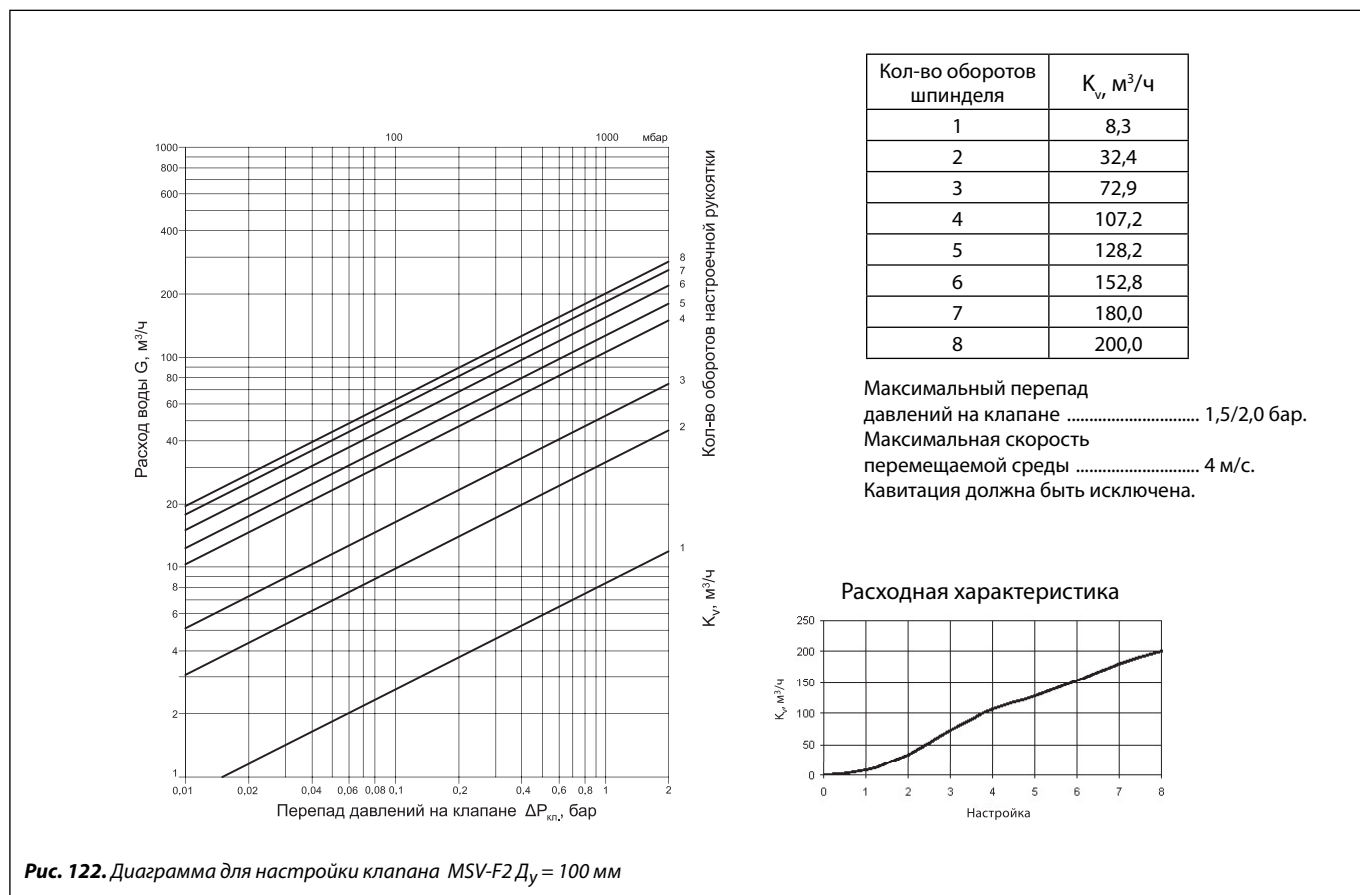 100
1000
мбар
1000
800
600
400
200
100
80
60
40
20
10
8
6
4
2
1
0,01
0,02
0,04
0,06
0,08
0,1
0,2
0,4
0,6
0,8
1
2
8
7
6
5
4
3
2
1
Расход воды G, м³/ч
Перепад давлений на клапане ΔPкл., бар
Кол-во оборотов настроечной рукоятки
Kv, м³/ч
Кол-во оборотов
шпинделя
Kv, м³/ч
1 8,3
2 32,4
3 72,9
4 107,2
5 128,2
6 152,8
7 180,0
8 200,0
Максимальный перепад
давлений на клапане ............................ 1,5/2,0 бар.
Максимальная скорость
перемещаемой среды .......................... 4 м/с.
Кавитация должна быть исключена.
Расходная характеристика
250
200
150
100
50
0
Kv, м³/ч
0 1 2 3 4 5 6 7 8
Настройка
Рис. 122. Диаграмма для настройки клапана MSV-F2 Ду = 100 мм